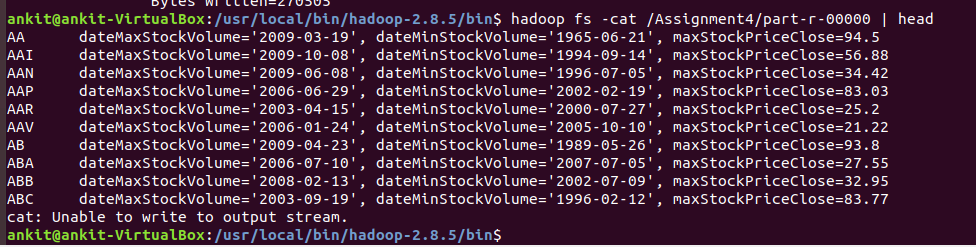 Bytes Written=270305
ankit@ankit-VirtualBox:/usr/local/bin/hadoop-2.8.5/bin$ hadoop fs -cat /Assignment4/part-r-00000 | head
AA dateMaxStockVolume='2009-03-19', dateMinStockVolume='1965-06-21', maxStockPriceClose=94.5
AAI dateMaxStockVolume='2009-10-08', dateMinStockVolume='1994-09-14', maxStockPriceClose=56.88
AAN dateMaxStockVolume='2009-06-08', dateMinStockVolume='1996-07-05', maxStockPriceClose=34.42
AAP dateMaxStockVolume='2006-06-29', dateMinStockVolume='2002-02-19', maxStockPriceClose=83.03
AAR dateMaxStockVolume='2003-04-15', dateMinStockVolume='2000-07-27', maxStockPriceClose=25.2
AAV dateMaxStockVolume='2006-01-24', dateMinStockVolume='2005-10-10', maxStockPriceClose=21.22
AB dateMaxStockVolume='2009-04-23', dateMinStockVolume='1989-05-26', maxStockPriceClose=93.8
ABA dateMaxStockVolume='2006-07-10', dateMinStockVolume='2007-07-05', maxStockPriceClose=27.55
ABB dateMaxStockVolume='2008-02-13', dateMinStockVolume='2002-07-09', maxStockPriceClose=32.95
ABC dateMaxStockVolume='2003-09-19', dateMinStockVolume='1996-02-12', maxStockPriceClose=83.77
cat: Unable to write to output stream.
ankit@ankit-VirtualBox:/usr/local/bin/hadoop-2.8.5/bin$